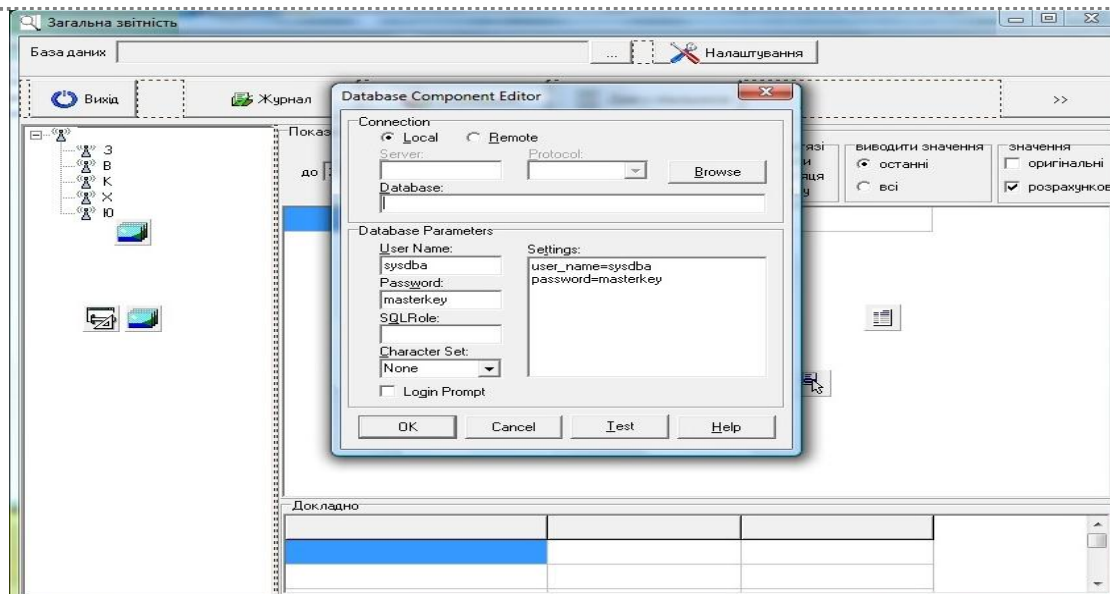 Загальна звітність
База даних
...
Налаштування
Вихід
Журнал
>>
З
В
К
Х
Ю
до
виводити значення
останні
всі
значення
оригінальні
Database Component Editor
Connection
Local
Remote
Server:
Protocol:
Browse
Database:
Database Parameters
User Name:
sysdba
Password:
masterkey
SQLRole:
Character Set:
None
Login Prompt
Settings:
user_name=sysdba
password=masterkey
OK
Cancel
Test
Help
Докладно